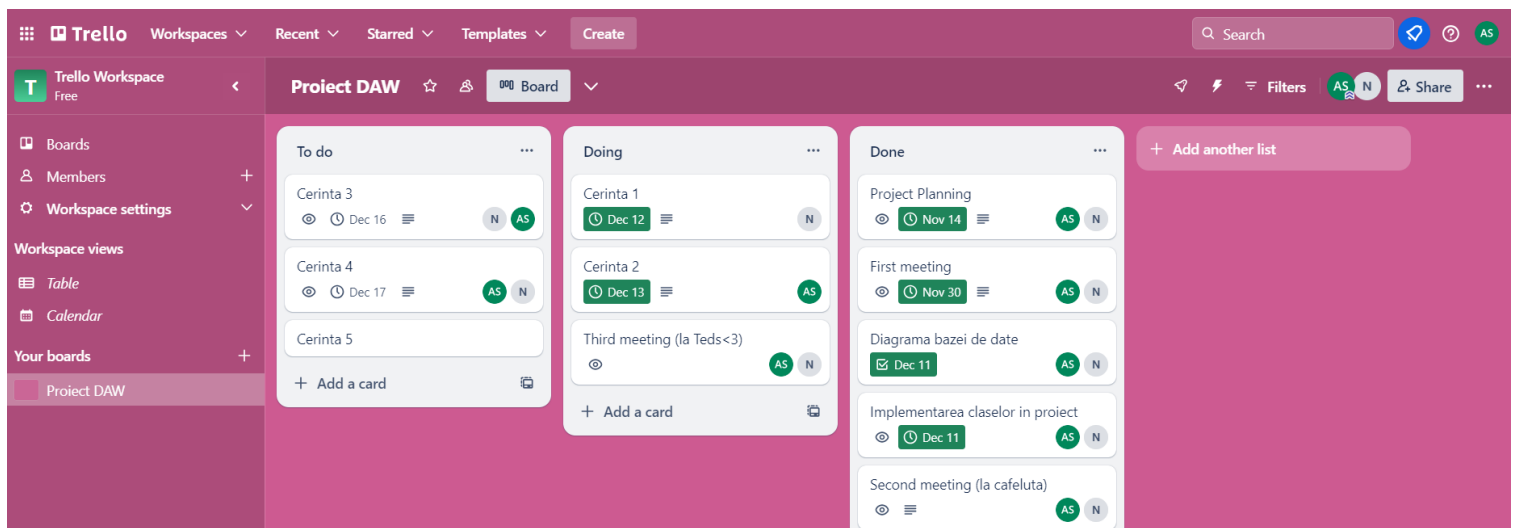 Trello Workspaces Recent Starred Templates Create Search AS
T Trello Workspace
Free
Proiect DAW Board Filters AS N Share
Boards
Members
Workspace settings
Workspace views
Table
Calendar
Your boards
Proiect DAW
To do
Cerinta 3
Dec 16 N AS
Cerinta 4
Dec 17 AS N
Cerinta 5
+ Add a card
Doing
Cerinta 1
Dec 12 N
Cerinta 2
Dec 13 AS
Third meeting (la Teds<3)
AS N
+ Add a card
Done
Project Planning
Nov 14 AS N
First meeting
Nov 30 AS N
Diagrama bazei de date
Dec 11 AS N
Implementarea claselor in proiect
Dec 11 AS N
Second meeting (la cafeluta)
AS N
+ Add another list